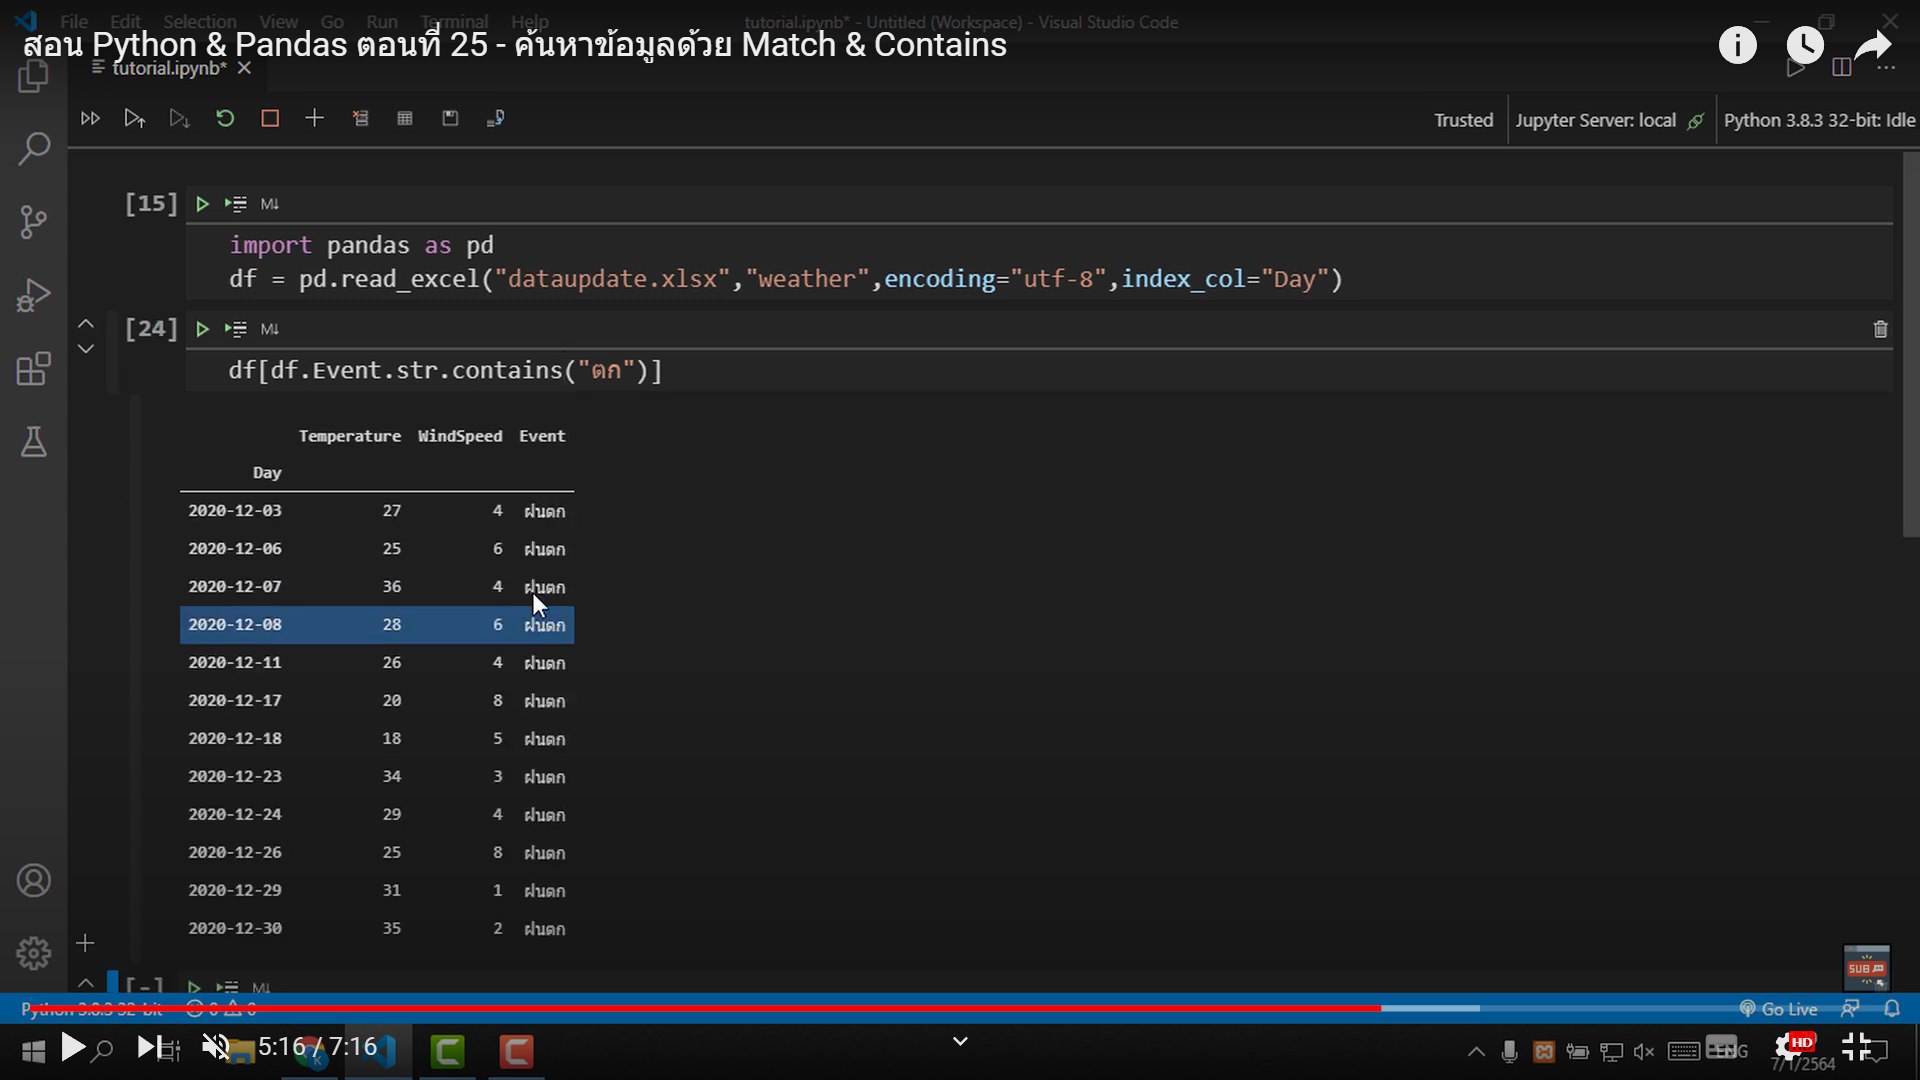 File Edit Selection View Go Run Terminal Help tutorial.ipynb* - Untitled (Workspace) - Visual Studio Code
สอน Python & Pandas ตอนที่ 25 - ค้นหาข้อมูลด้วย Match & Contains
tutorial.ipynb*
Trusted Jupyter Server: local Python 3.8.3 32-bit: Idle
[15] M↓
import pandas as pd
df = pd.read_excel("dataupdate.xlsx","weather",encoding="utf-8",index_col="Day")
[24] M↓
df[df.Event.str.contains("ตก")]
Temperature WindSpeed Event
Day
2020-12-03 27 4 ฝนตก
2020-12-06 25 6 ฝนตก
2020-12-07 36 4 ฝนตก
2020-12-08 28 6 ฝนตก
2020-12-11 26 4 ฝนตก
2020-12-17 20 8 ฝนตก
2020-12-18 18 5 ฝนตก
2020-12-23 34 3 ฝนตก
2020-12-24 29 4 ฝนตก
2020-12-26 25 8 ฝนตก
2020-12-29 31 1 ฝนตก
2020-12-30 35 2 ฝนตก
[-] M↓
SUB
Python 3.8.3 32-bit 0 0 Go Live
5:16 / 7:16 ENG HD
7/1/2564